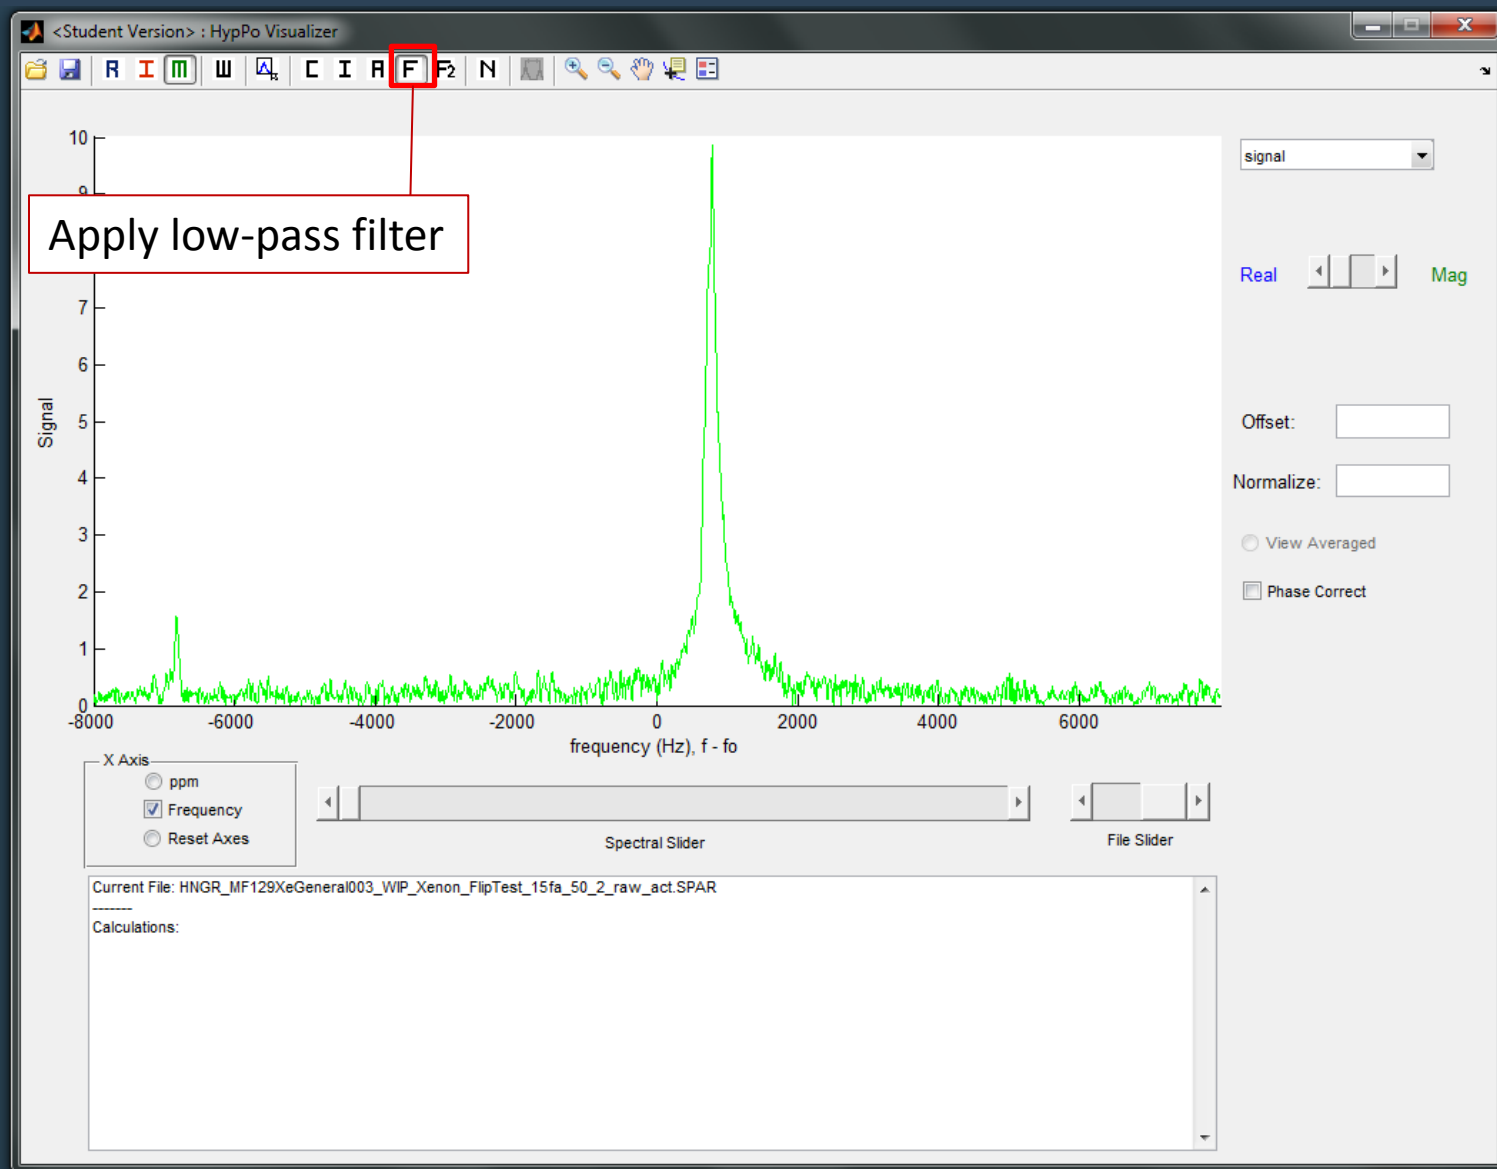 <Student Version> : HypPo Visualizer
R I M W C I A F F2 N
Apply low-pass filter
10
9
7
6
5
4
3
2
1
0
Signal
-8000 -6000 -4000 -2000 0 2000 4000 6000
frequency (Hz), f - fo
signal
Real Mag
Offset:
Normalize:
View Averaged
Phase Correct
X Axis
ppm
Frequency
Reset Axes
Spectral Slider
File Slider
Current File: HNGR_MF129XeGeneral003_WIP_Xenon_FlipTest_15fa_50_2_raw_act.SPAR
-------
Calculations: